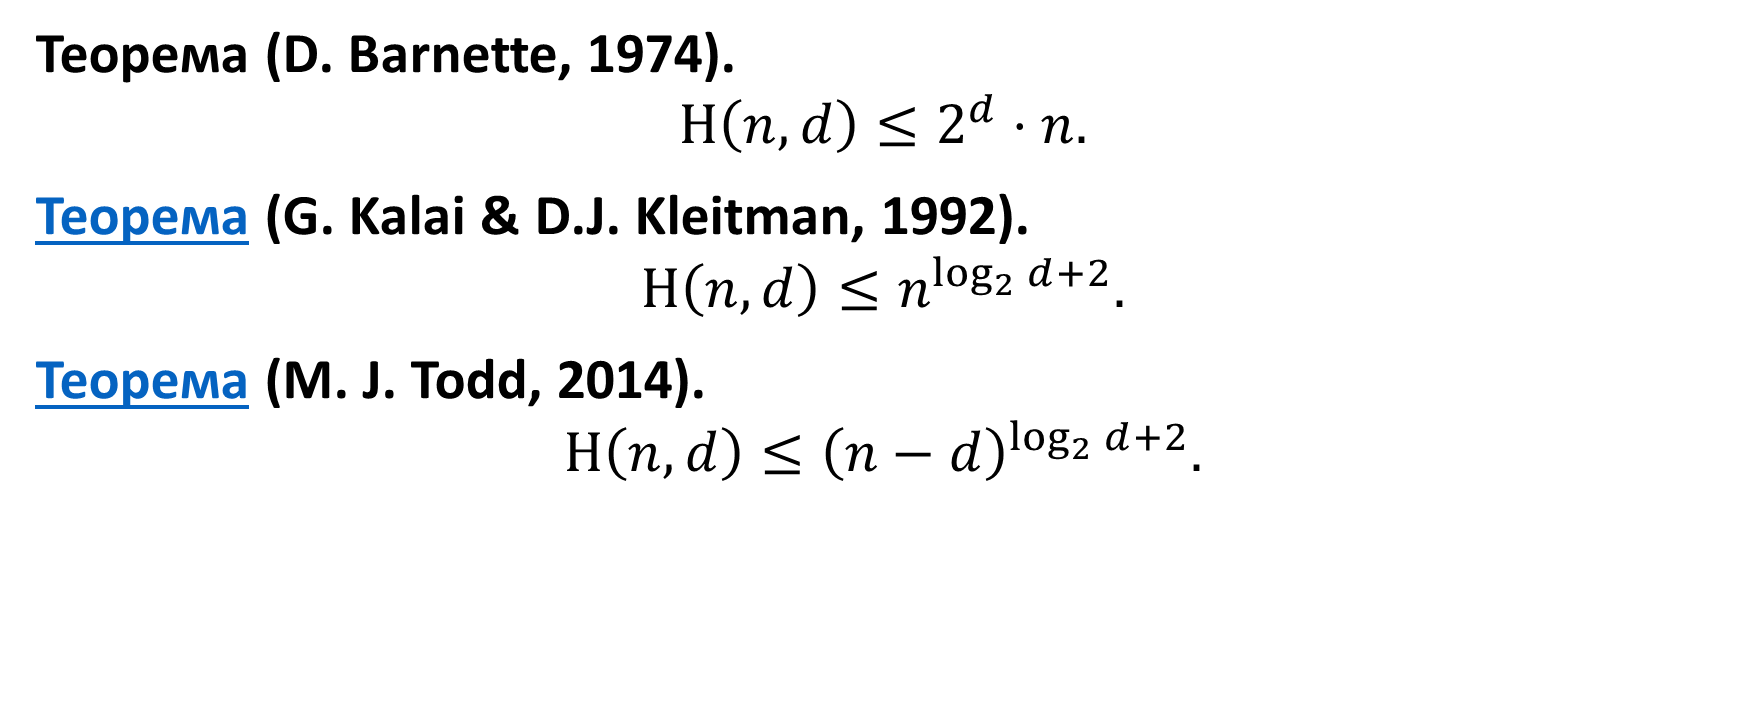 Теорема (D. Barnette, 1974).
H(n, d) ≤ 2^d · n.
Теорема (G. Kalai & D.J. Kleitman, 1992).
H(n, d) ≤ n^{log₂ d+2}.
Теорема (M. J. Todd, 2014).
H(n, d) ≤ (n − d)^{log₂ d+2}.